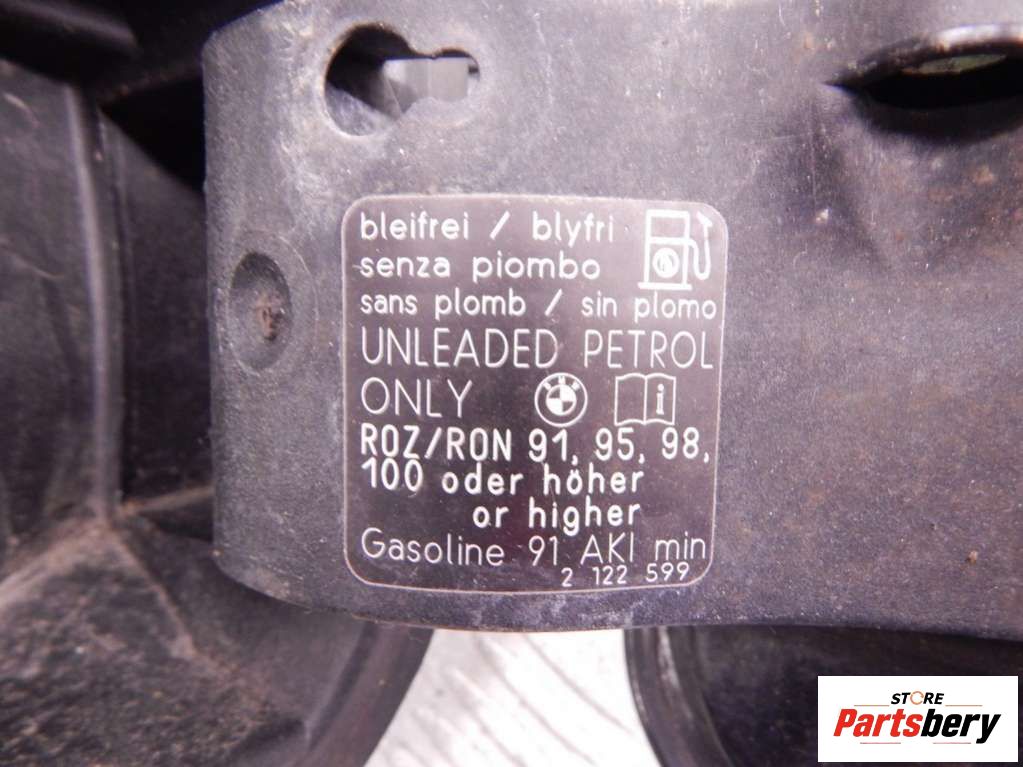 bleifrei / blyfri
senza piombo
sans plomb / sin plomo
UNLEADED PETROL
ONLY BMW i
ROZ/RON 91, 95, 98,
100 oder höher
or higher
Gasoline 91 AKI min
2 122 599
STORE
Partsbery